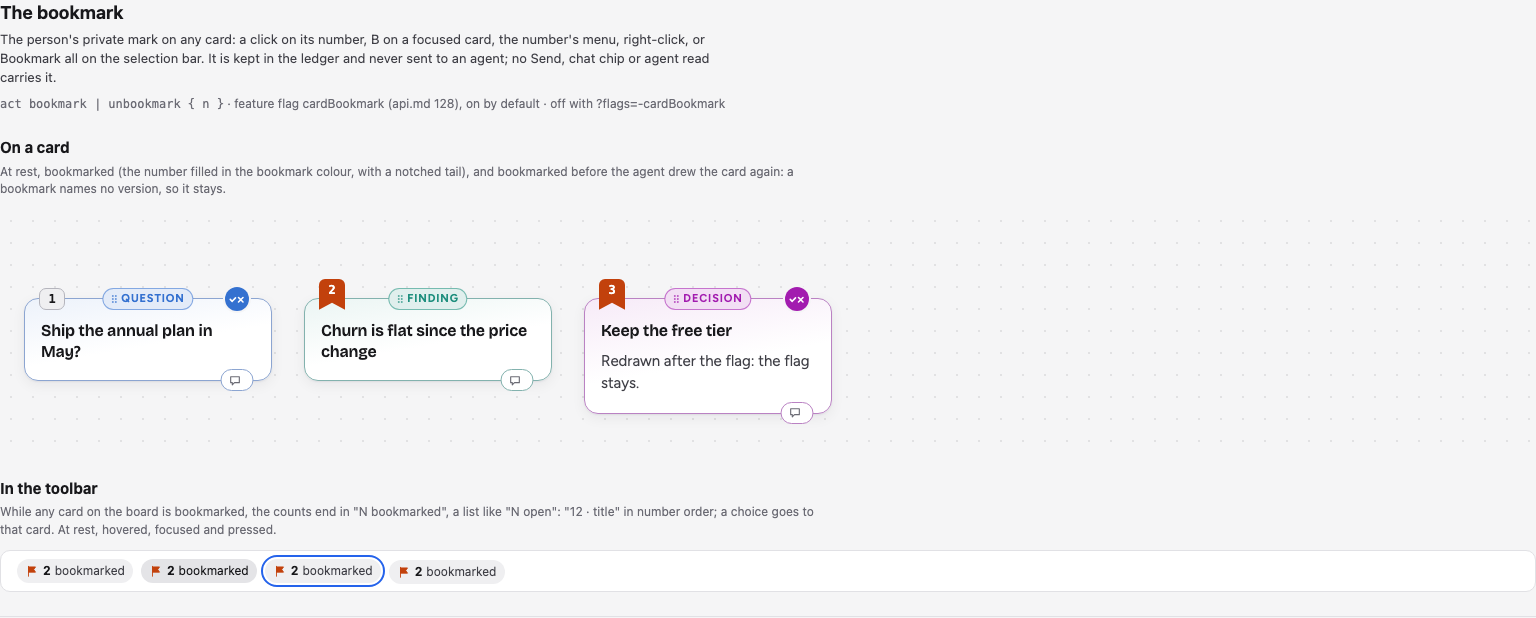 The bookmark
The person's private mark on any card: a click on its number, B on a focused card, the number's menu, right-click, or
Bookmark all on the selection bar. It is kept in the ledger and never sent to an agent; no Send, chat chip or agent read
carries it.
act bookmark | unbookmark { n } · feature flag cardBookmark (api.md 128), on by default · off with ?flags=-cardBookmark
On a card
At rest, bookmarked (the number filled in the bookmark colour, with a notched tail), and bookmarked before the agent drew the card again: a
bookmark names no version, so it stays.
1 QUESTION
Ship the annual plan in
May?
2 FINDING
Churn is flat since the price
change
3 DECISION
Keep the free tier
Redrawn after the flag: the flag
stays.
In the toolbar
While any card on the board is bookmarked, the counts end in "N bookmarked", a list like "N open": "12 · title" in number order; a choice goes to
that card. At rest, hovered, focused and pressed.
2 bookmarked 2 bookmarked 2 bookmarked 2 bookmarked